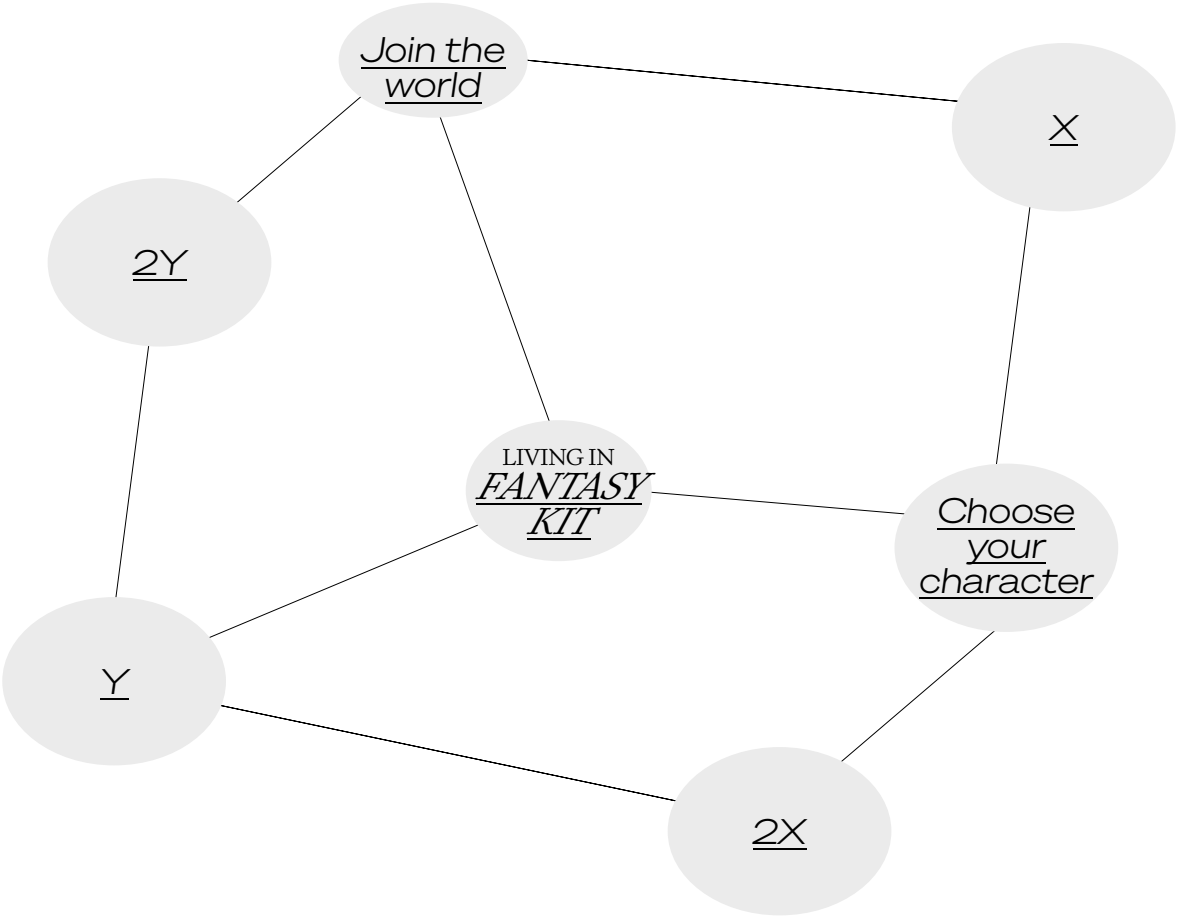 Join the
world
X
2Y
LIVING IN
FANTASY
KIT
Choose
your
character
Y
2X